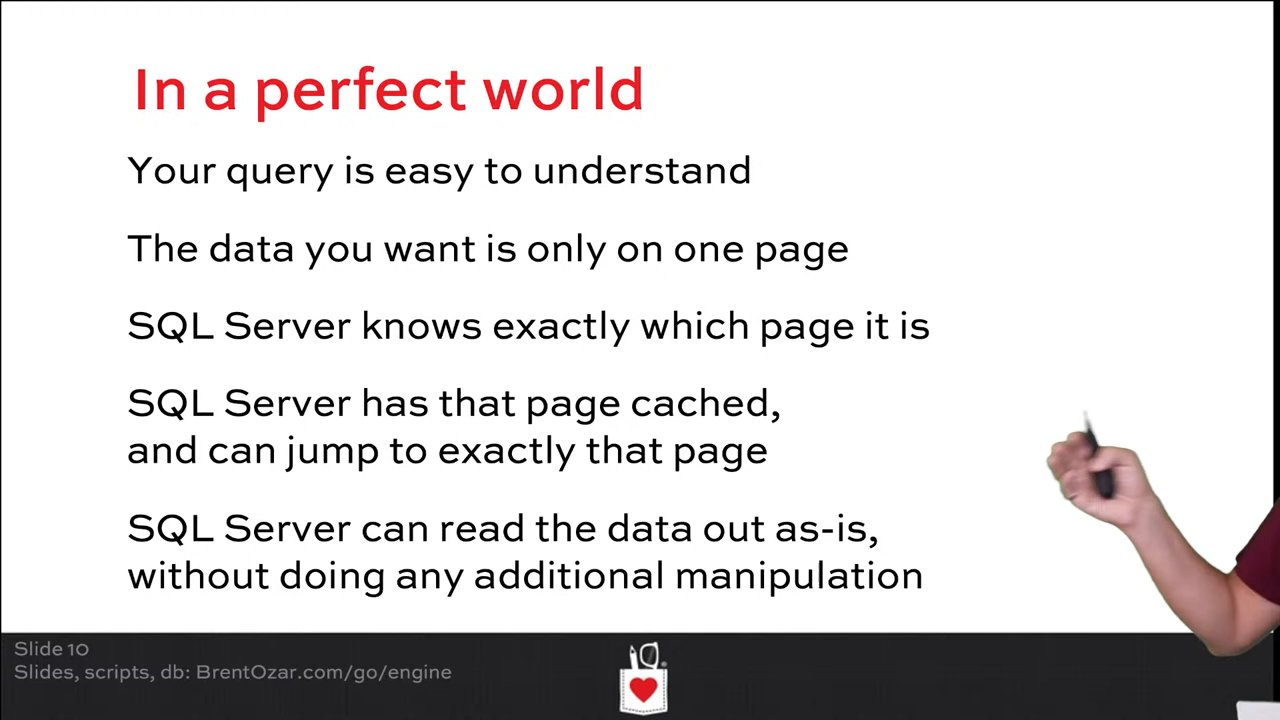 In a perfect world
Your query is easy to understand
The data you want is only on one page
SQL Server knows exactly which page it is
SQL Server has that page cached,
and can jump to exactly that page
SQL Server can read the data out as-is,
without doing any additional manipulation
Slide 10
Slides, scripts, db: BrentOzar.com/go/engine